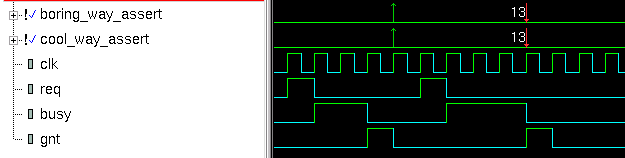 boring_way_assert 13
cool_way_assert 13
clk
req
busy
gnt